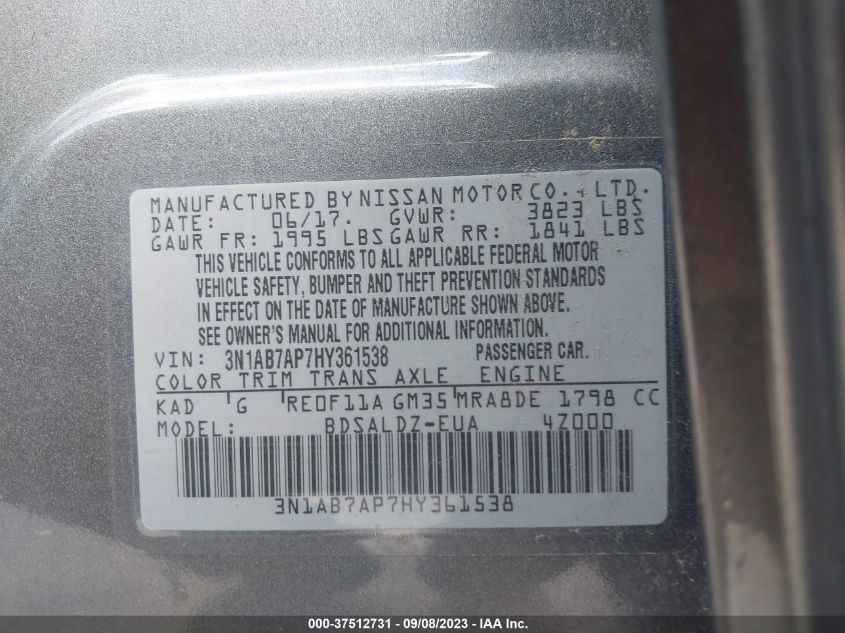 MANUFACTURED BY NISSAN MOTOR CO., LTD.
DATE: 06/17. GVWR: 3823 LBS
GAWR FR: 1995 LBS GAWR RR: 1841 LBS
THIS VEHICLE CONFORMS TO ALL APPLICABLE FEDERAL MOTOR
VEHICLE SAFETY, BUMPER AND THEFT PREVENTION STANDARDS
IN EFFECT ON THE DATE OF MANUFACTURE SHOWN ABOVE.
SEE OWNER'S MANUAL FOR ADDITIONAL INFORMATION.
VIN: 3N1AB7AP7HY361538 PASSENGER CAR.
COLOR TRIM TRANS AXLE ENGINE
KAD G RE0F11A GM35 MRA8DE 1798 CC
MODEL: BDSALDZ-EUA 4Z000
3N1AB7AP7HY361538
000-37512731 - 09/08/2023 - COPYRIGHT IAA, INC.